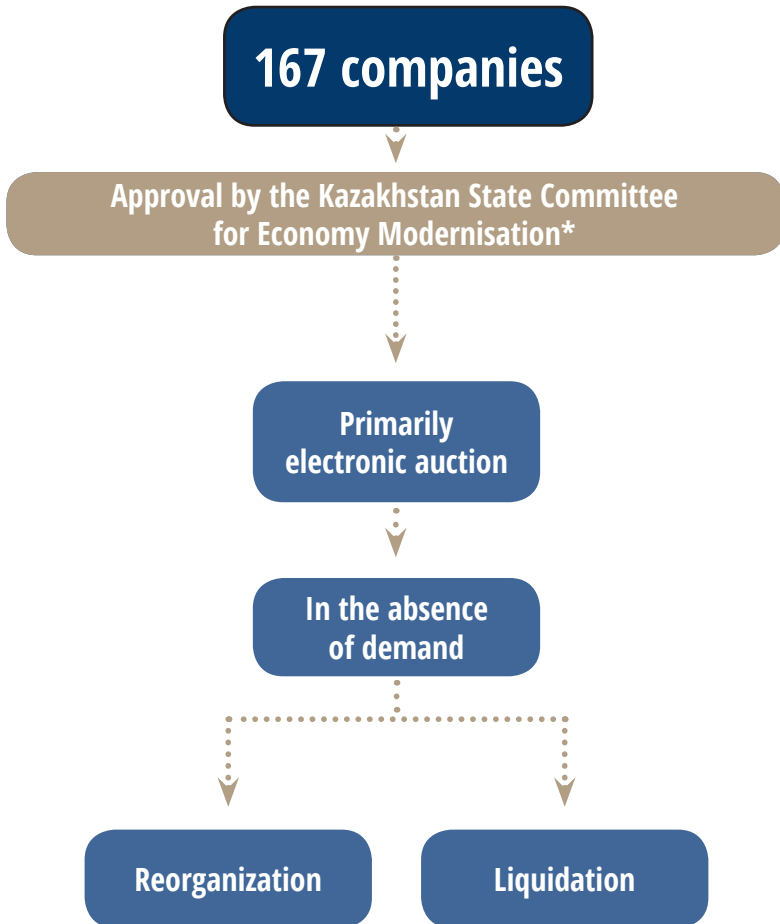 167 companies
Approval by the Kazakhstan State Committee
for Economy Modernisation*
Primarily
electronic auction
In the absence
of demand
Reorganization
Liquidation